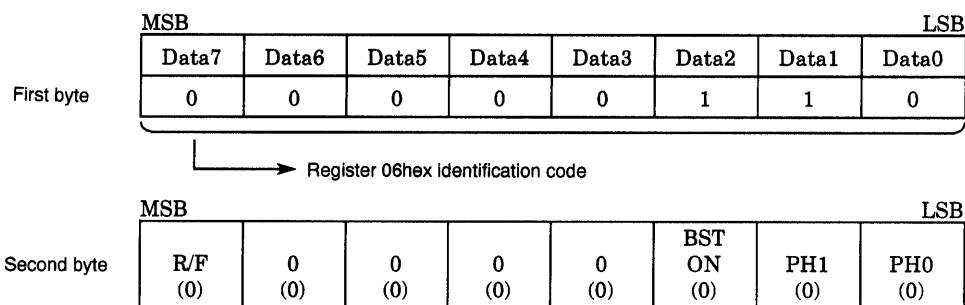 MSB LSB
Data7 Data6 Data5 Data4 Data3 Data2 Data1 Data0
First byte 0 0 0 0 0 1 1 0
Register 06hex identification code
MSB LSB
BST
Second byte R/F 0 0 0 0 ON PH1 PH0
(0) (0) (0) (0) (0) (0) (0) (0)